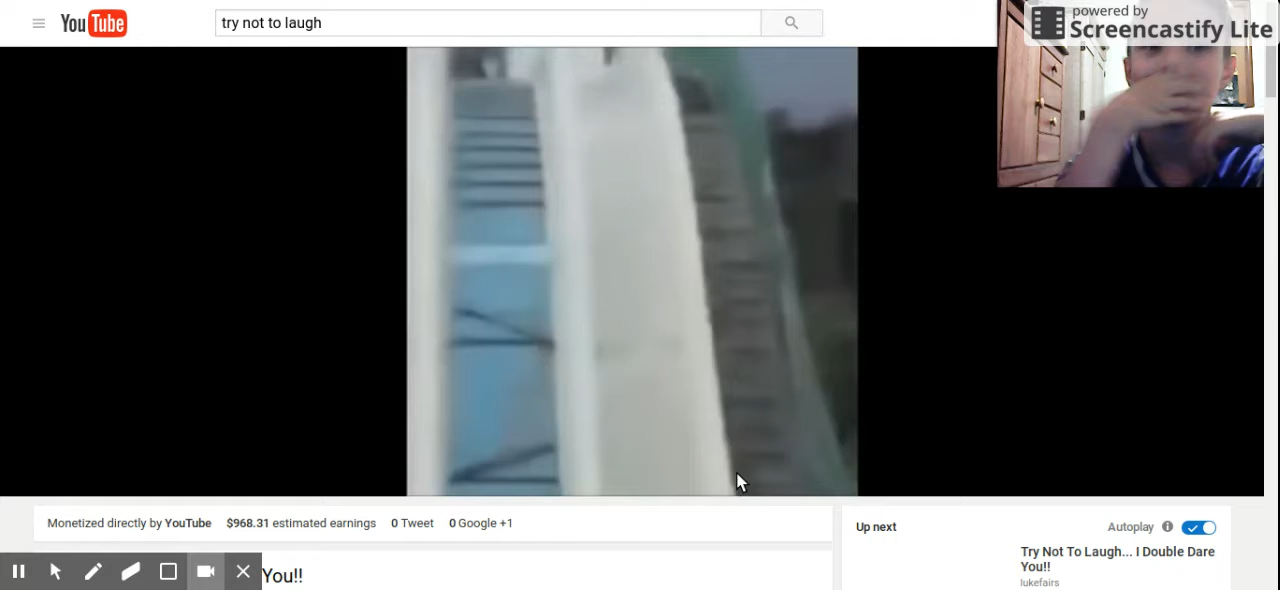 YouTube
try not to laugh
powered by
Screencastify Lite
Monetized directly by YouTube $968.31 estimated earnings 0 Tweet 0 Google +1
Up next Autoplay
Try Not To Laugh... I Double Dare
You!!
lukefairs
You!!